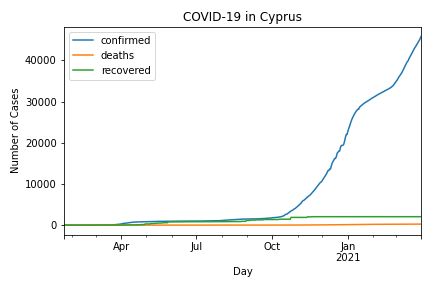 COVID-19 in Cyprus
confirmed
deaths
recovered
Number of Cases
40000
30000
20000
10000
0
Apr
Jul
Oct
Jan
2021
Day